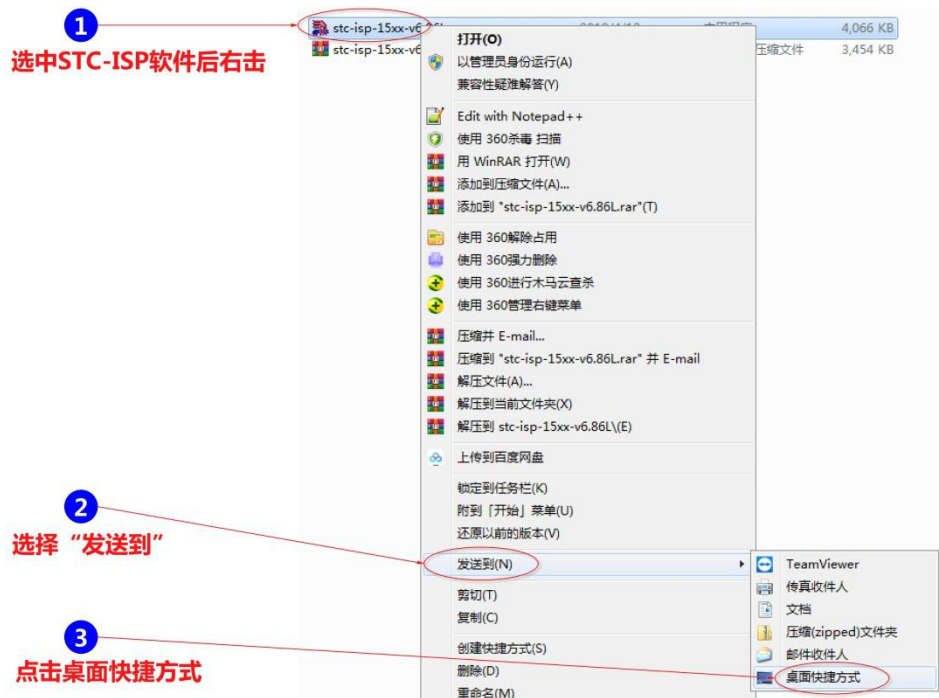 1
选中STC-ISP软件后右击
stc-isp-15xx-v6.86L
4,066 KB
stc-isp-15xx-v6
压缩文件
3,454 KB
打开(O)
以管理员身份运行(A)
兼容性疑难解答(Y)
Edit with Notepad++
使用 360杀毒 扫描
用 WinRAR 打开(W)
添加到压缩文件(A)...
添加到 "stc-isp-15xx-v6.86L.rar"(T)
使用 360解除占用
使用 360强力删除
使用 360进行木马云查杀
使用 360管理右键菜单
压缩并 E-mail...
压缩到 "stc-isp-15xx-v6.86L.rar" 并 E-mail
解压文件(A)...
解压到当前文件夹(X)
解压到 stc-isp-15xx-v6.86L\(E)
上传到百度网盘
锁定到任务栏(K)
附到「开始」菜单(U)
还原以前的版本(V)
2
选择“发送到”
发送到(N)
剪切(T)
复制(C)
创建快捷方式(S)
删除(D)
重命名(M)
TeamViewer
传真收件人
文档
压缩(zipped)文件夹
邮件收件人
桌面快捷方式
3
点击桌面快捷方式